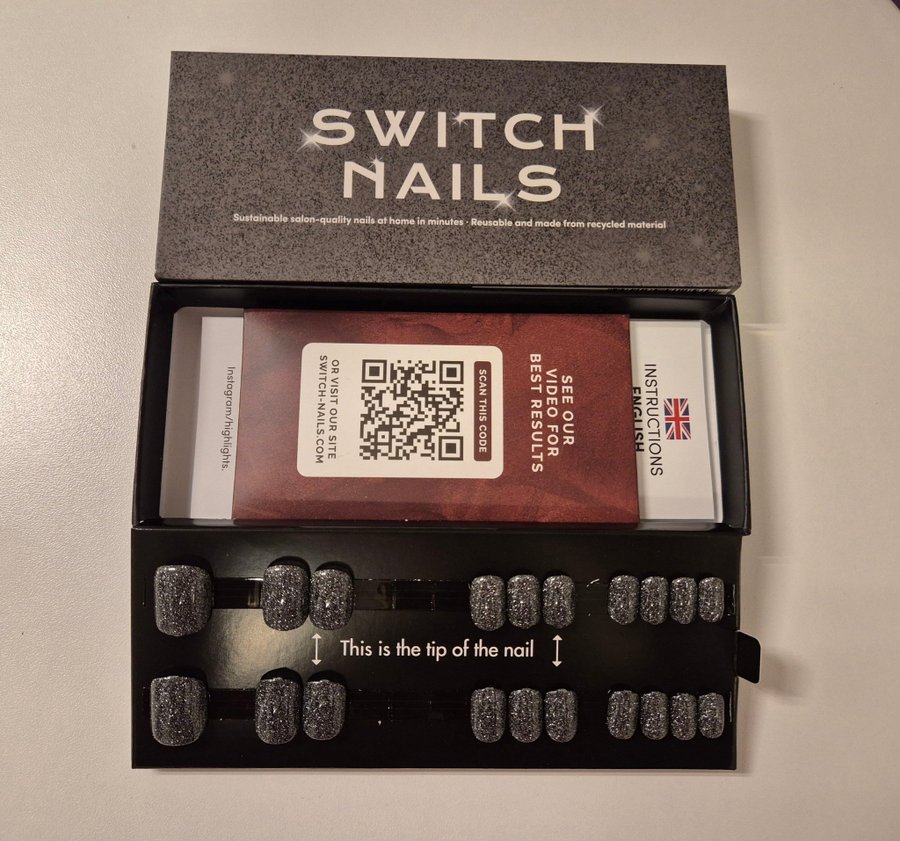 SWITCH
NAILS
Sustainable salon-quality nails at home in minutes · Reusable and made from recycled material
Instagram/highlights.
OR VISIT OUR SITE
SWITCH-NAILS.COM
SCAN THIS CODE
SEE OUR
VIDEO FOR
BEST RESULTS
INSTRUCTIONS
ENGLISH
This is the tip of the nail